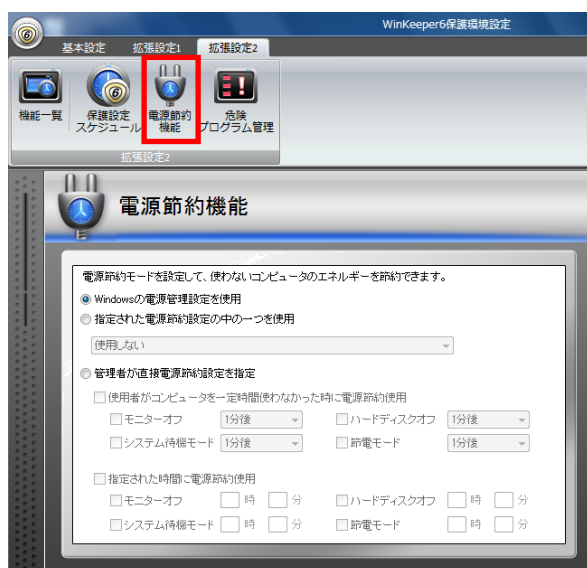 WinKeeper6保護環境設定
基本設定 拡張設定1 拡張設定2
機能一覧 保護設定スケジュール 電源節約機能 危険プログラム管理
拡張設定2
電源節約機能
電源節約モードを設定して、使わないコンピュータのエネルギーを節約できます。
Windowsの電源管理設定を使用
指定された電源節約設定の中の一つを使用
使用しない
管理者が直接電源節約設定を指定
使用者がコンピュータを一定時間使わなかった時に電源節約使用
モニターオフ 1分後 ハードディスクオフ 1分後
システム待機モード 1分後 節電モード 1分後
指定された時間に電源節約使用
モニターオフ 時 分 ハードディスクオフ 時 分
システム待機モード 時 分 節電モード 時 分